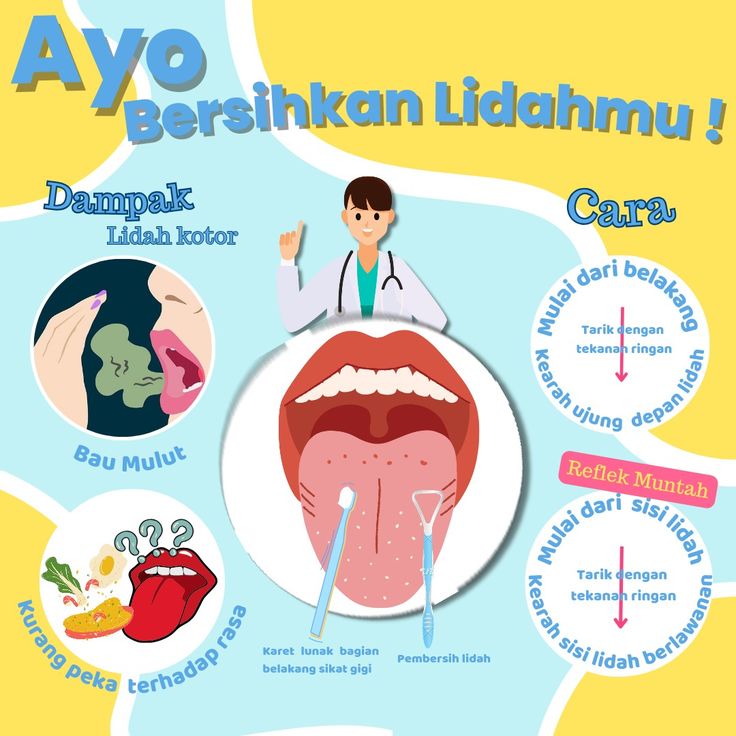 Ayo
Bersihkan Lidahmu !
Dampak
Lidah kotor
Bau Mulut
???
Kurang peka terhadap rasa
Karet lunak bagian
belakang sikat gigi
Pembersih lidah
Cara
Mulai dari belakang
Tarik dengan
tekanan ringan
Kearah ujung depan lidah
Reflek Muntah
Mulai dari sisi lidah
Tarik dengan
tekanan ringan
Kearah sisi lidah berlawanan